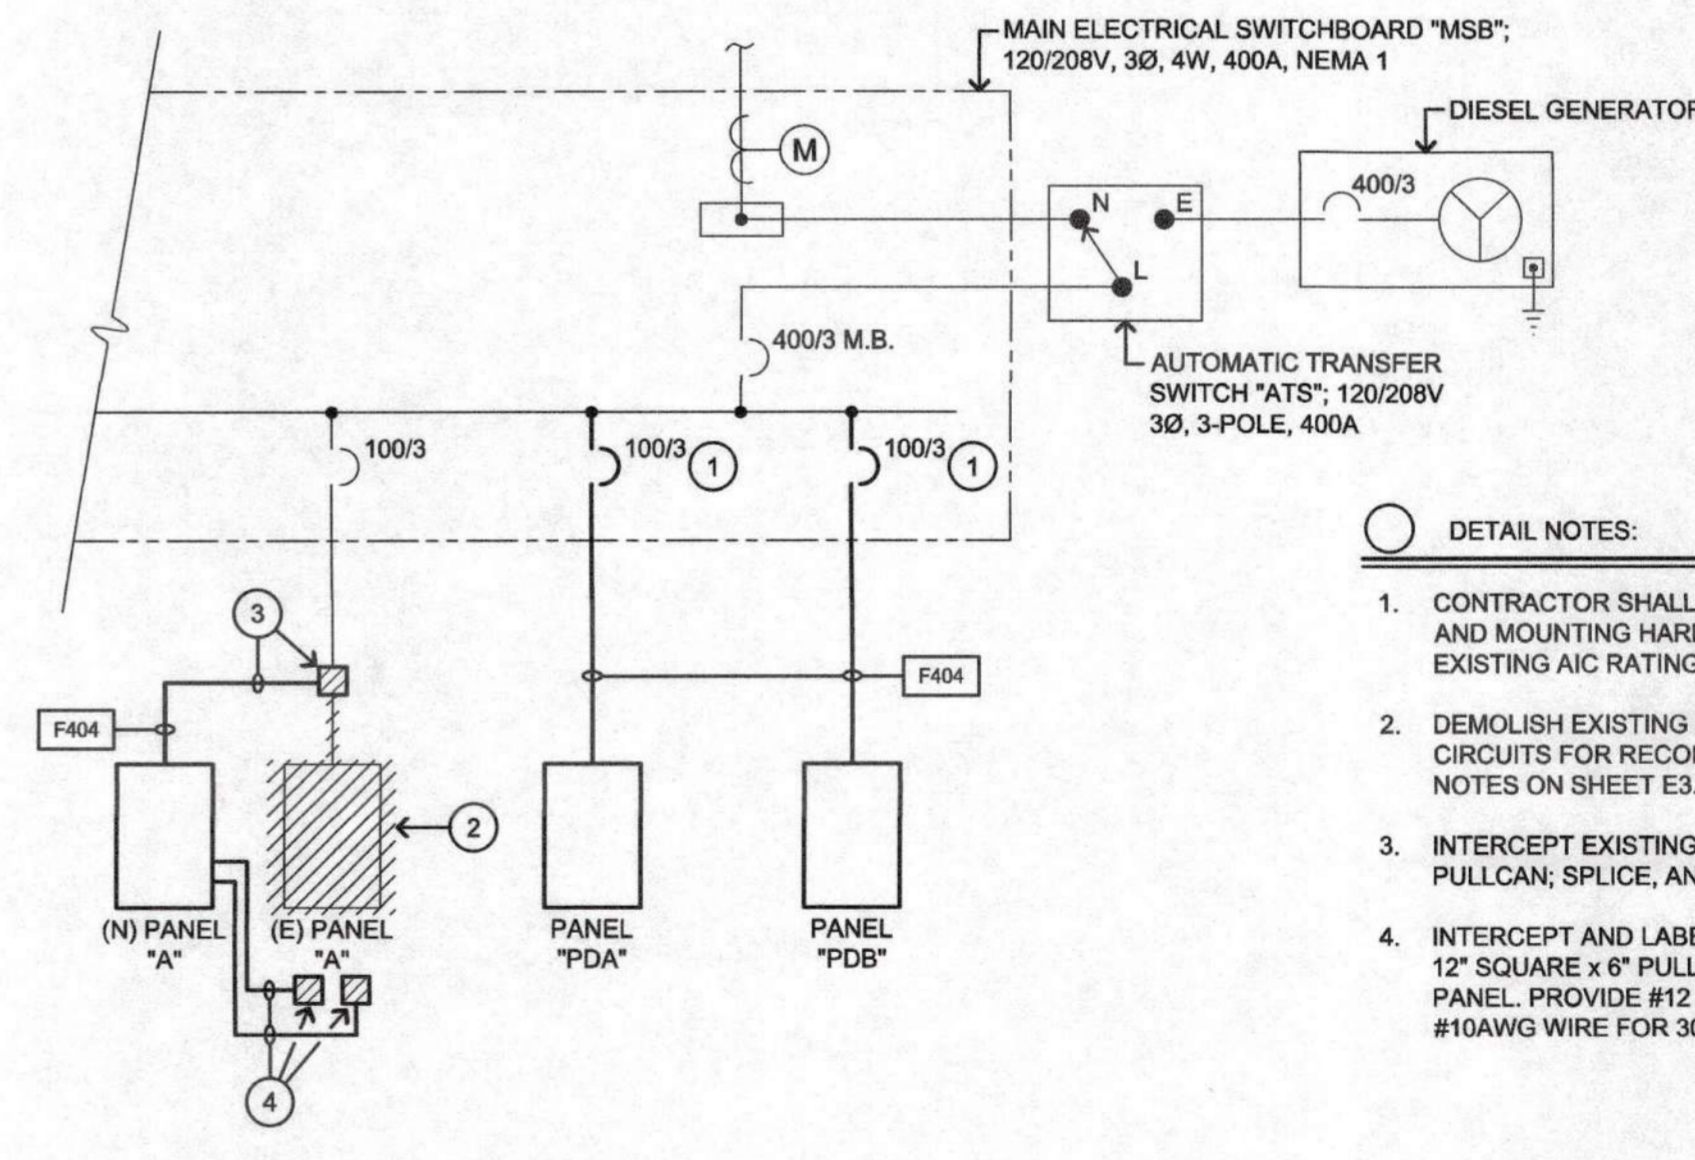 MAIN ELECTRICAL SWITCHBOARD "MSB";
120/208V, 3Ø, 4W, 400A, NEMA 1
DIESEL GENERATOR
M
N
E
L
400/3
400/3 M.B.
AUTOMATIC TRANSFER
SWITCH "ATS"; 120/208V
3Ø, 3-POLE, 400A
100/3
100/3
1
100/3
1
3
F404
F404
2
(N) PANEL
"A"
(E) PANEL
"A"
PANEL
"PDA"
PANEL
"PDB"
4
DETAIL NOTES:
1. CONTRACTOR SHALL
AND MOUNTING HAR
EXISTING AIC RATING
2. DEMOLISH EXISTING
CIRCUITS FOR RECO
NOTES ON SHEET E3.
3. INTERCEPT EXISTING
PULLCAN; SPLICE, AN
4. INTERCEPT AND LABE
12" SQUARE x 6" PULL
PANEL. PROVIDE #12
#10AWG WIRE FOR 30